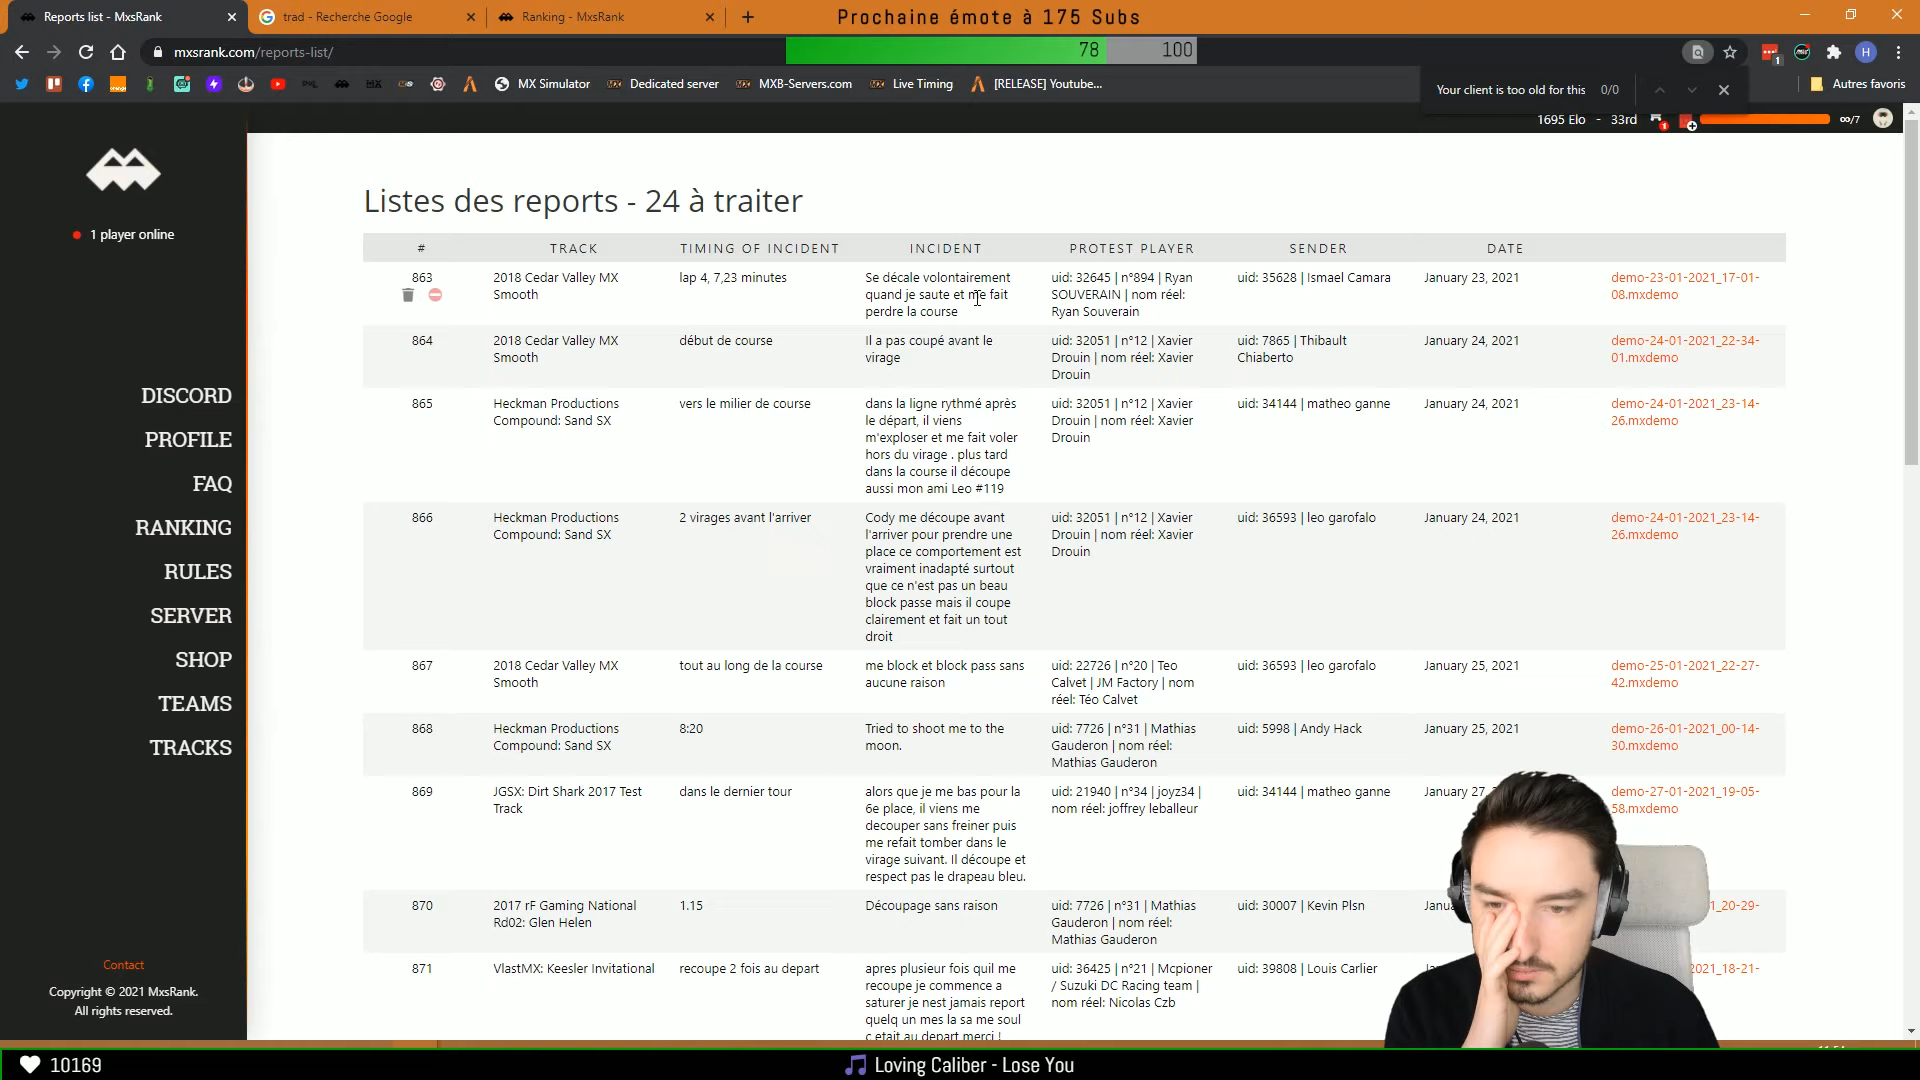 Reports list - MxsRank
trad - Recherche Google
Ranking - MxsRank
Prochaine émote à 175 Subs
mxsrank.com/reports-list/
78
100
H
MX Simulator
Dedicated server
MXB-Servers.com
Live Timing
[RELEASE] Youtube...
Your client is too old for this
0/0
Autres favoris
1695 Elo - 33rd
∞/7
1 player online
DISCORD
PROFILE
FAQ
RANKING
RULES
SERVER
SHOP
TEAMS
TRACKS
Contact
Copyright © 2021 MxsRank.
All rights reserved.
Listes des reports - 24 à traiter
# TRACK TIMING OF INCIDENT INCIDENT PROTEST PLAYER SENDER DATE
863
2018 Cedar Valley MX
Smooth
lap 4, 7,23 minutes
Se décale volontairement
quand je saute et me fait
perdre la course
uid: 32645 | n°894 | Ryan
SOUVERAIN | nom réel:
Ryan Souverain
uid: 35628 | Ismael Camara
January 23, 2021
demo-23-01-2021_17-01-
08.mxdemo
864
2018 Cedar Valley MX
Smooth
début de course
Il a pas coupé avant le
virage
uid: 32051 | n°12 | Xavier
Drouin | nom réel: Xavier
Drouin
uid: 7865 | Thibault
Chiaberto
January 24, 2021
demo-24-01-2021_22-34-
01.mxdemo
865
Heckman Productions
Compound: Sand SX
vers le milier de course
dans la ligne rythmé après
le départ, il viens
m'exploser et me fait voler
hors du virage . plus tard
dans la course il découpe
aussi mon ami Leo #119
uid: 32051 | n°12 | Xavier
Drouin | nom réel: Xavier
Drouin
uid: 34144 | matheo ganne
January 24, 2021
demo-24-01-2021_23-14-
26.mxdemo
866
Heckman Productions
Compound: Sand SX
2 virages avant l'arriver
Cody me découpe avant
l'arriver pour prendre une
place ce comportement est
vraiment inadapté surtout
que ce n'est pas un beau
block passe mais il coupe
clairement et fait un tout
droit
uid: 32051 | n°12 | Xavier
Drouin | nom réel: Xavier
Drouin
uid: 36593 | leo garofalo
January 24, 2021
demo-24-01-2021_23-14-
26.mxdemo
867
2018 Cedar Valley MX
Smooth
tout au long de la course
me block et block pass sans
aucune raison
uid: 22726 | n°20 | Teo
Calvet | JM Factory | nom
réel: Téo Calvet
uid: 36593 | leo garofalo
January 25, 2021
demo-25-01-2021_22-27-
42.mxdemo
868
Heckman Productions
Compound: Sand SX
8:20
Tried to shoot me to the
moon.
uid: 7726 | n°31 | Mathias
Gauderon | nom réel:
Mathias Gauderon
uid: 5998 | Andy Hack
January 25, 2021
demo-26-01-2021_00-14-
30.mxdemo
869
JGSX: Dirt Shark 2017 Test
Track
dans le dernier tour
alors que je me bas pour la
6e place, il viens me
decouper sans freiner puis
me refait tomber dans le
virage suivant. Il découpe et
respect pas le drapeau bleu.
uid: 21940 | n°34 | joyz34 |
nom réel: joffrey leballeur
uid: 34144 | matheo ganne
January 27,
demo-27-01-2021_19-05-
58.mxdemo
870
2017 rF Gaming National
Rd02: Glen Helen
1.15
Découpage sans raison
uid: 7726 | n°31 | Mathias
Gauderon | nom réel:
Mathias Gauderon
uid: 30007 | Kevin Plsn
Janua
1_20-29-
871
VlastMX: Keesler Invitational
recoupe 2 fois au depart
apres plusieur fois quil me
recoupe je commence a
saturer je nest jamais report
quelq un mes la sa me soul
c etait au depart merci !
uid: 36425 | n°21 | Mcpioner
/ Suzuki DC Racing team |
nom réel: Nicolas Czb
uid: 39808 | Louis Carlier
2021_18-21-
10169
Loving Caliber - Lose You